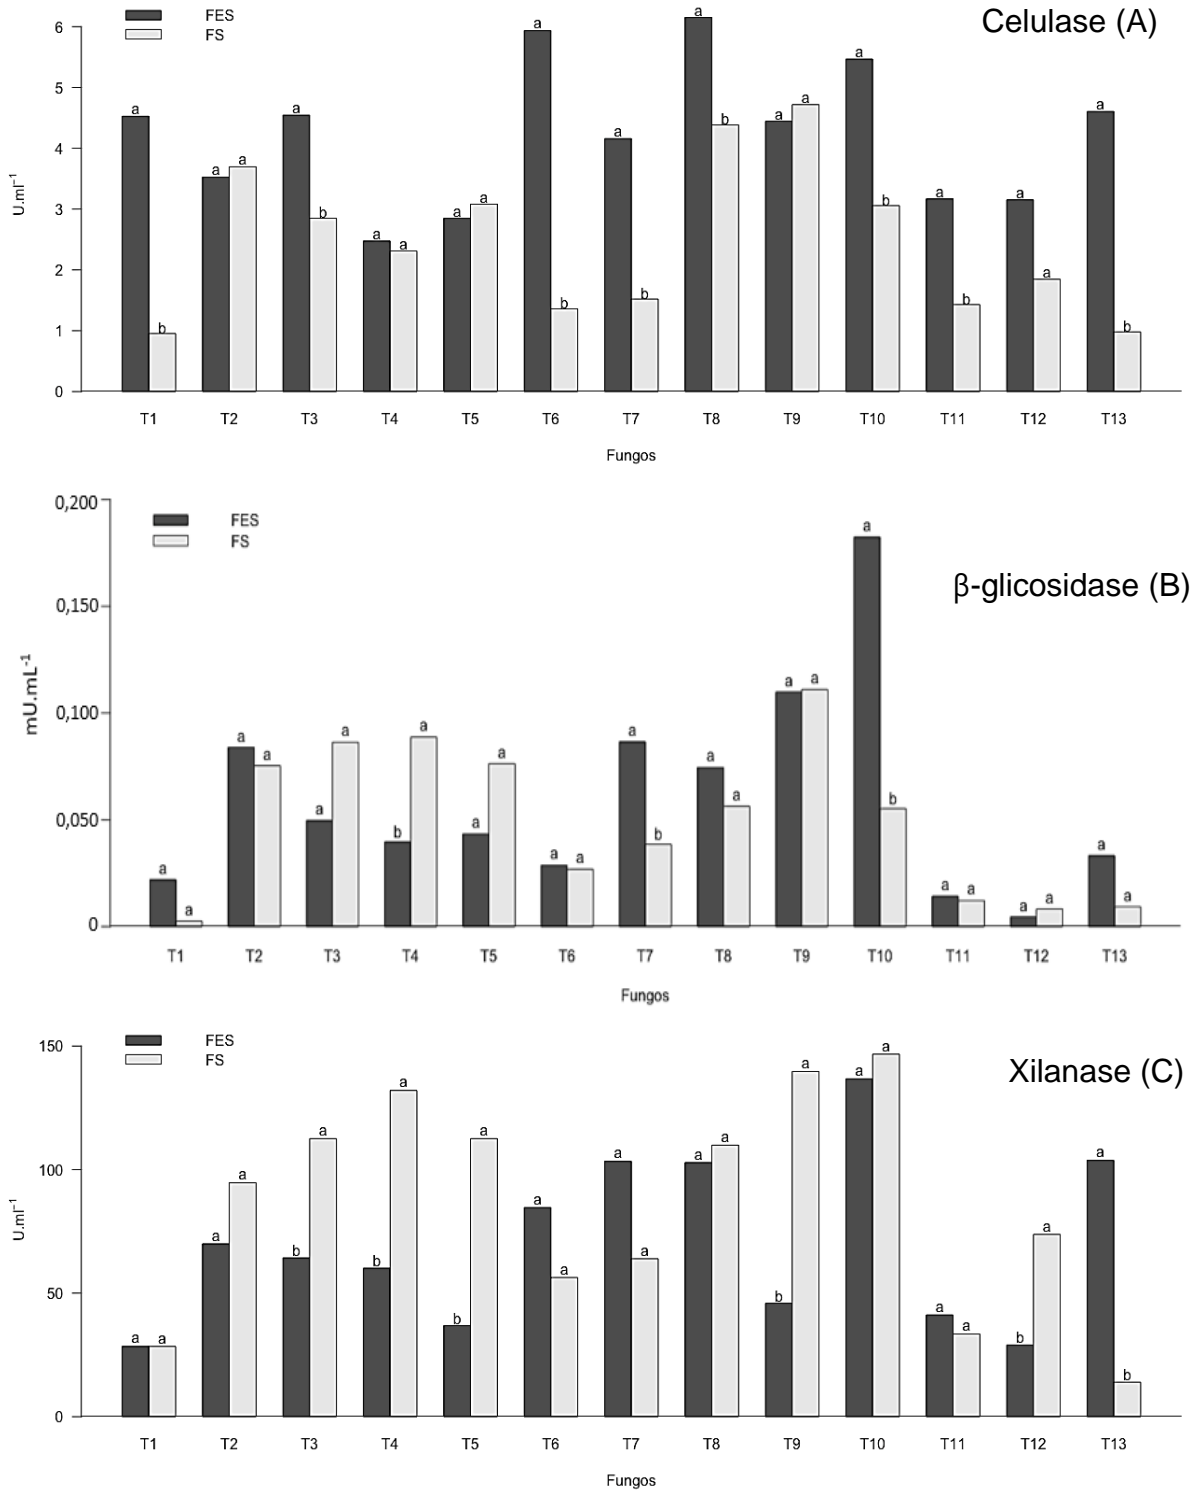 FES
FS
Celulase (A)
6
5
4
3
2
1
0
U.ml⁻¹
a b a a a b a a a a a b a b a b a a a b a b a a a b
T1 T2 T3 T4 T5 T6 T7 T8 T9 T10 T11 T12 T13
Fungos
FES
FS
β-glicosidase (B)
0,200
0,150
0,100
0,050
0
mU.mL⁻¹
a a a a a a b a a a a a a b a a a a a b a a a a a a
T1 T2 T3 T4 T5 T6 T7 T8 T9 T10 T11 T12 T13
Fungos
FES
FS
Xilanase (C)
150
100
50
0
U.ml⁻¹
a a a a b a b a b a a a a a a a b a a a a a b a a b
T1 T2 T3 T4 T5 T6 T7 T8 T9 T10 T11 T12 T13
Fungos